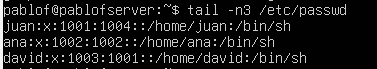 pablof@pablofserver:~$ tail -n3 /etc/passwd
juan:x:1001:1004::/home/juan:/bin/sh
ana:x:1002:1002::/home/ana:/bin/sh
david:x:1003:1001::/home/david:/bin/sh